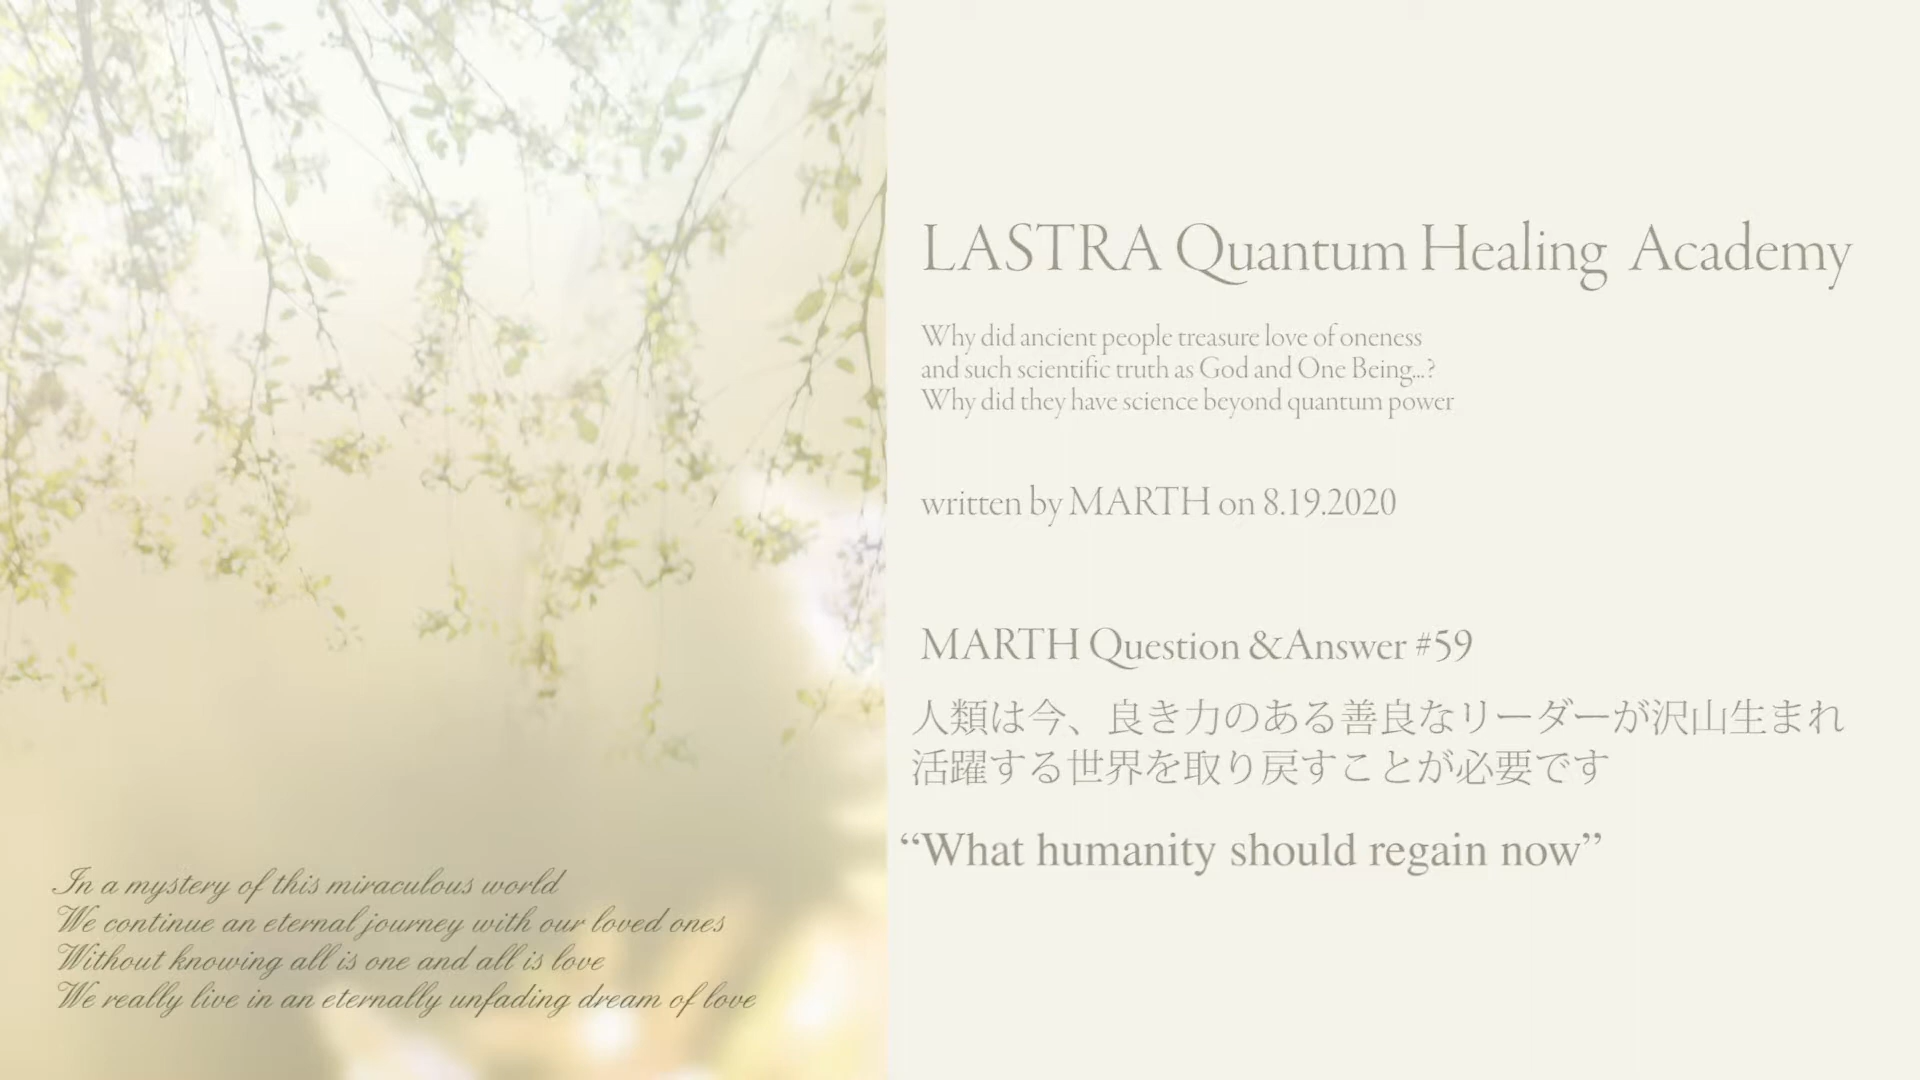 LASTRA Quantum Healing Academy
Why did ancient people treasure love of oneness
and such scientific truth as God and One Being...?
Why did they have science beyond quantum power
written by MARTH on 8.19.2020
MARTH Question &Answer #59
人類は今、良き力のある善良なリーダーが沢山生まれ
活躍する世界を取り戻すことが必要です
“What humanity should regain now”
In a mystery of this miraculous world
We continue an eternal journey with our loved ones
Without knowing all is one and all is love
We really live in an eternally unfading dream of love